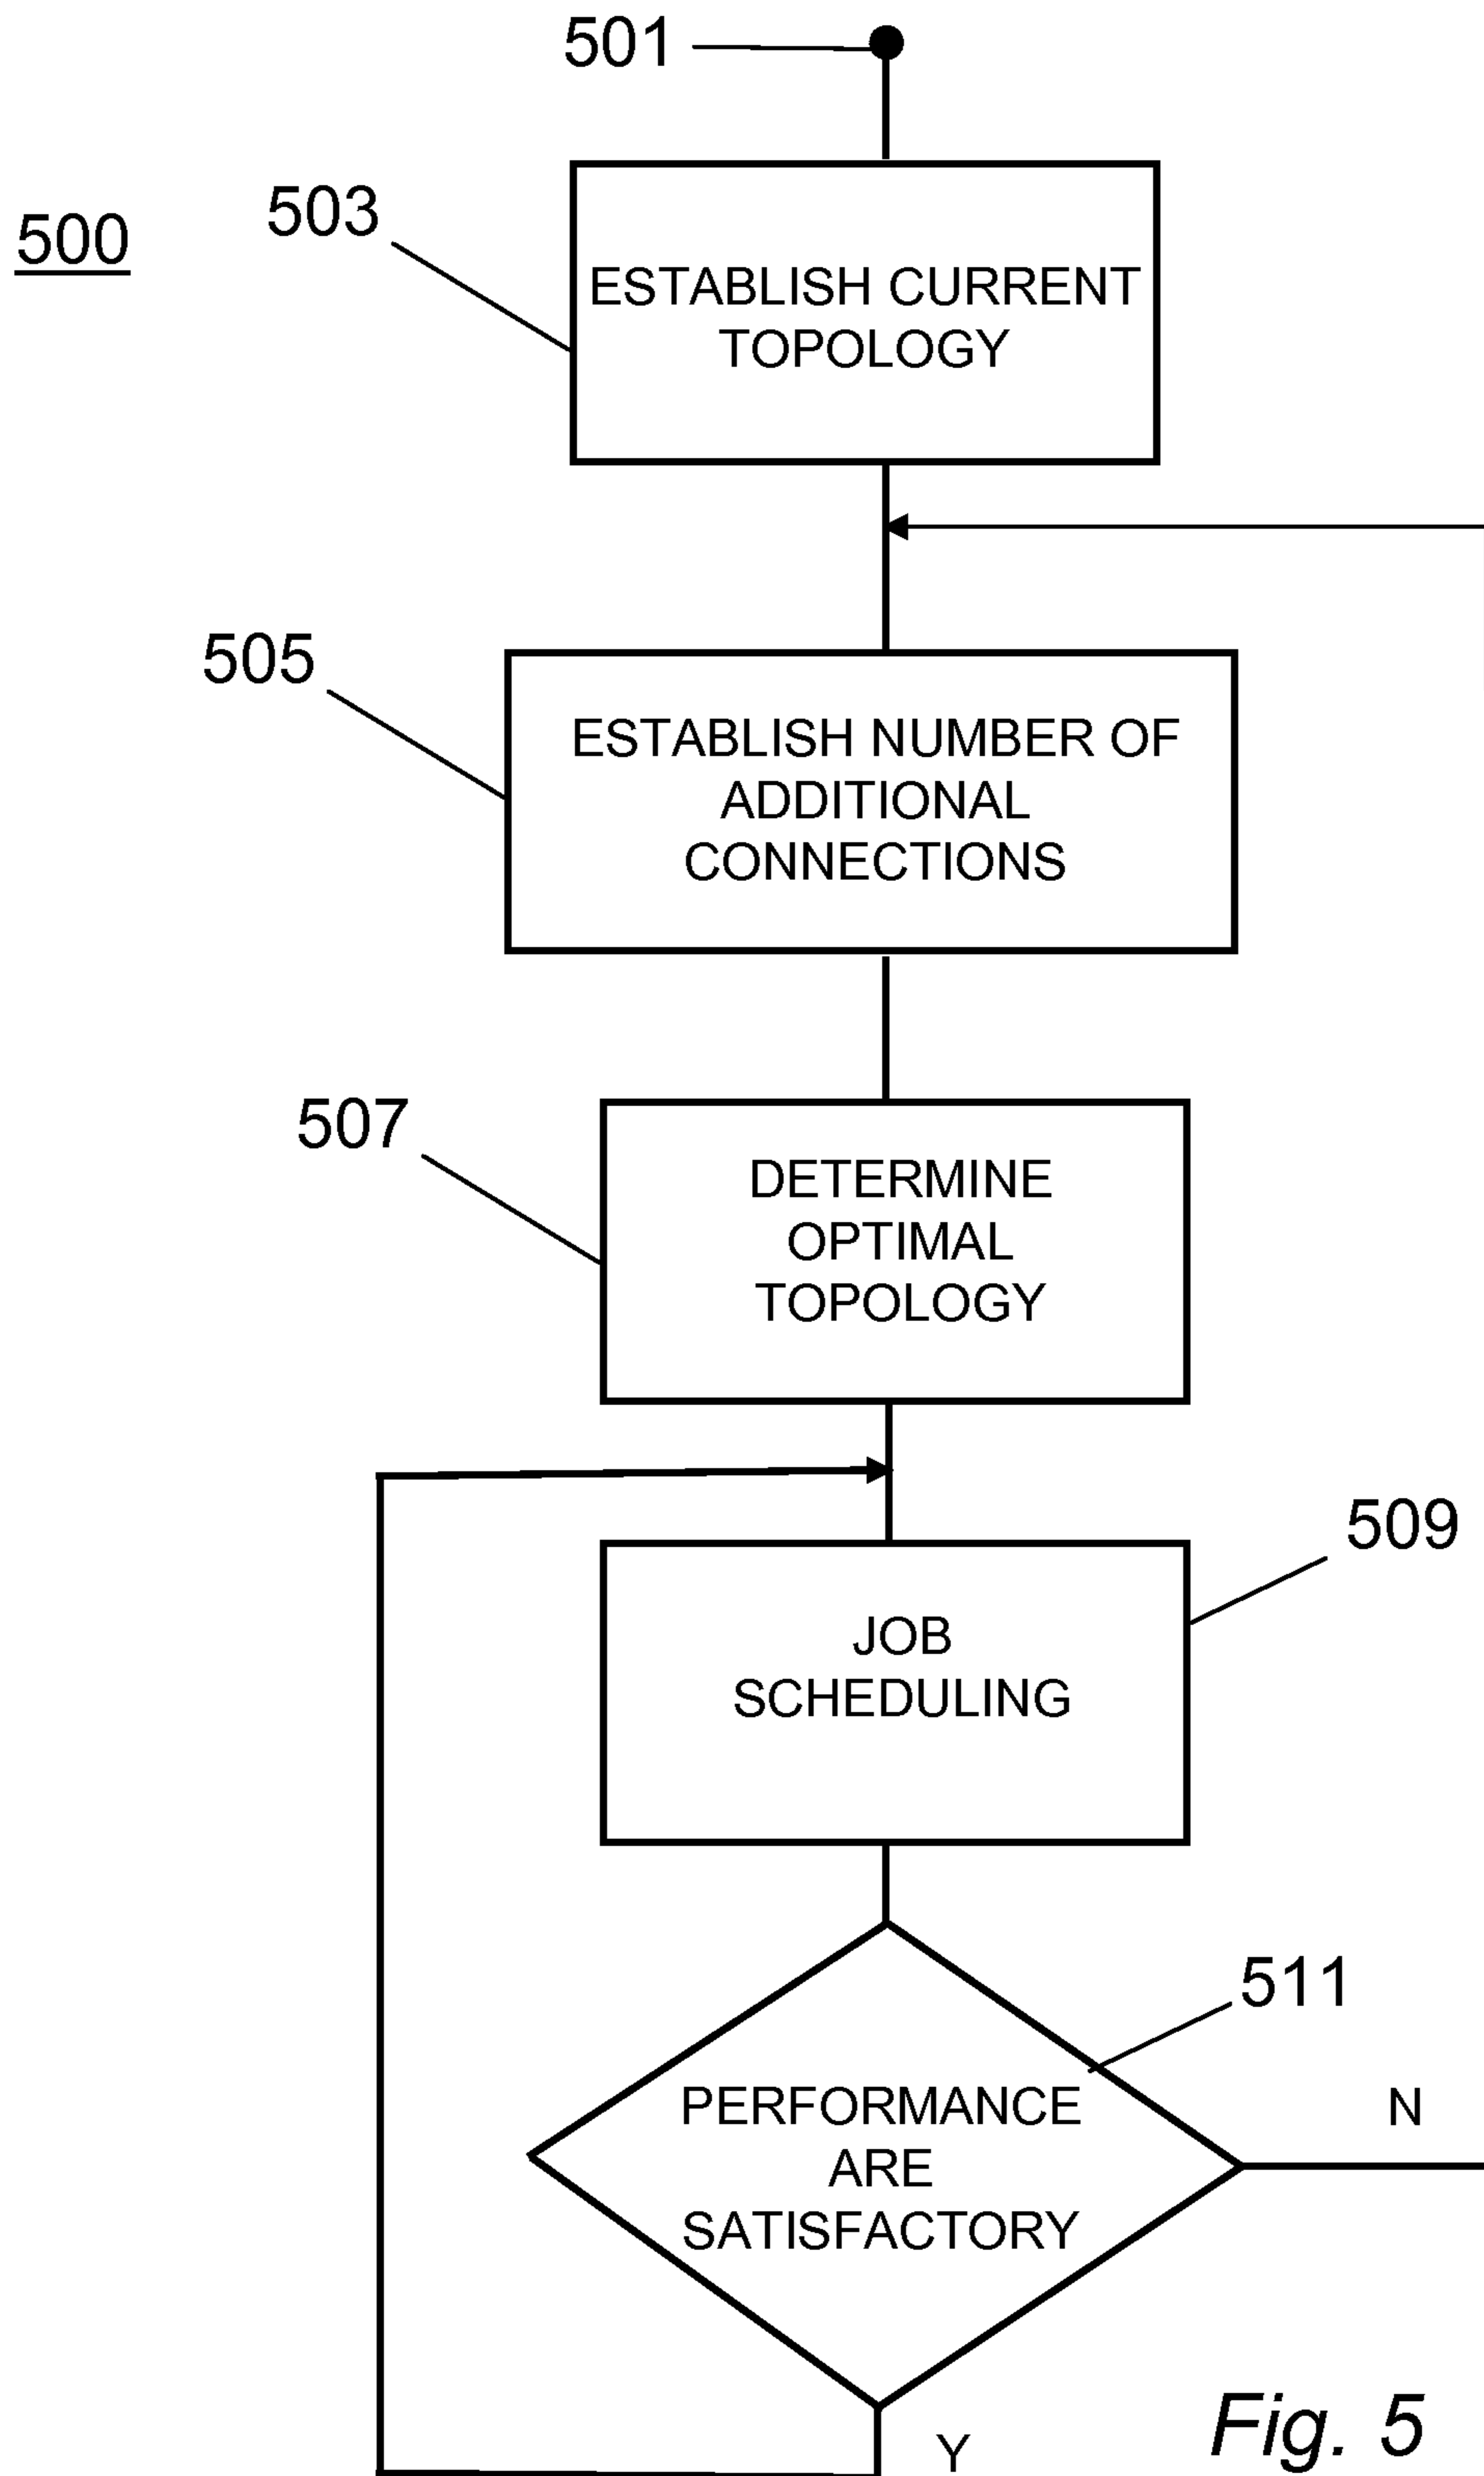 501
503
500
ESTABLISH CURRENT
TOPOLOGY
505
ESTABLISH NUMBER OF
ADDITIONAL
CONNECTIONS
507
DETERMINE
OPTIMAL
TOPOLOGY
509
JOB
SCHEDULING
511
PERFORMANCE
ARE
SATISFACTORY
N
Y
Fig. 5